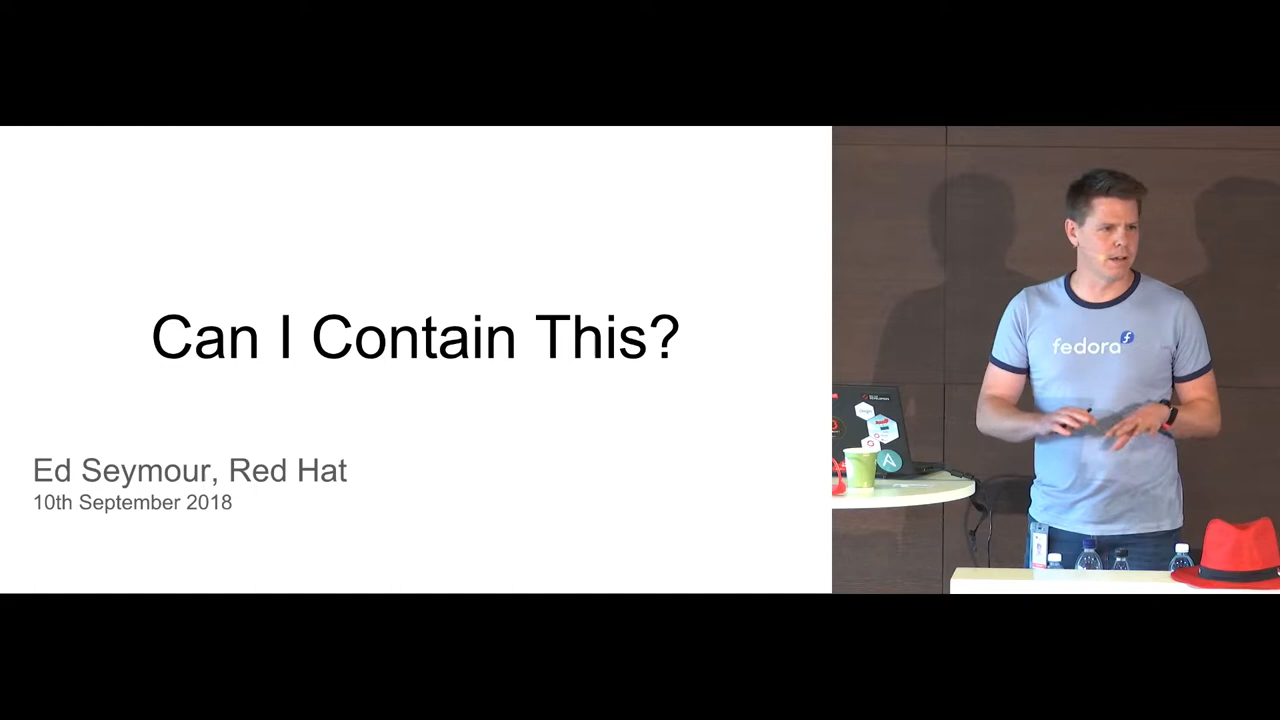 Can I Contain This?
Ed Seymour, Red Hat
10th September 2018
fedora